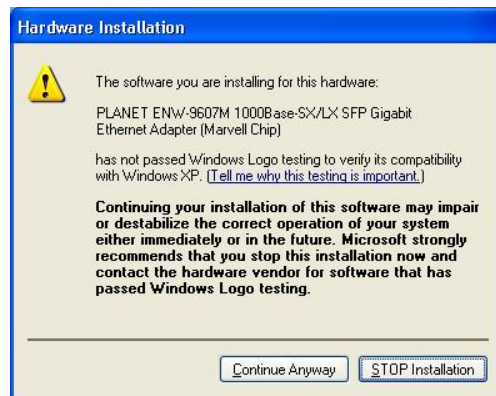 Hardware Installation
The software you are installing for this hardware:
PLANET ENW-9607M 1000Base-SX/LX SFP Gigabit
Ethernet Adapter (Marvell Chip)
has not passed Windows Logo testing to verify its compatibility
with Windows XP. (Tell me why this testing is important.)
Continuing your installation of this software may impair
or destabilize the correct operation of your system
either immediately or in the future. Microsoft strongly
recommends that you stop this installation now and
contact the hardware vendor for software that has
passed Windows Logo testing.
Continue Anyway STOP Installation